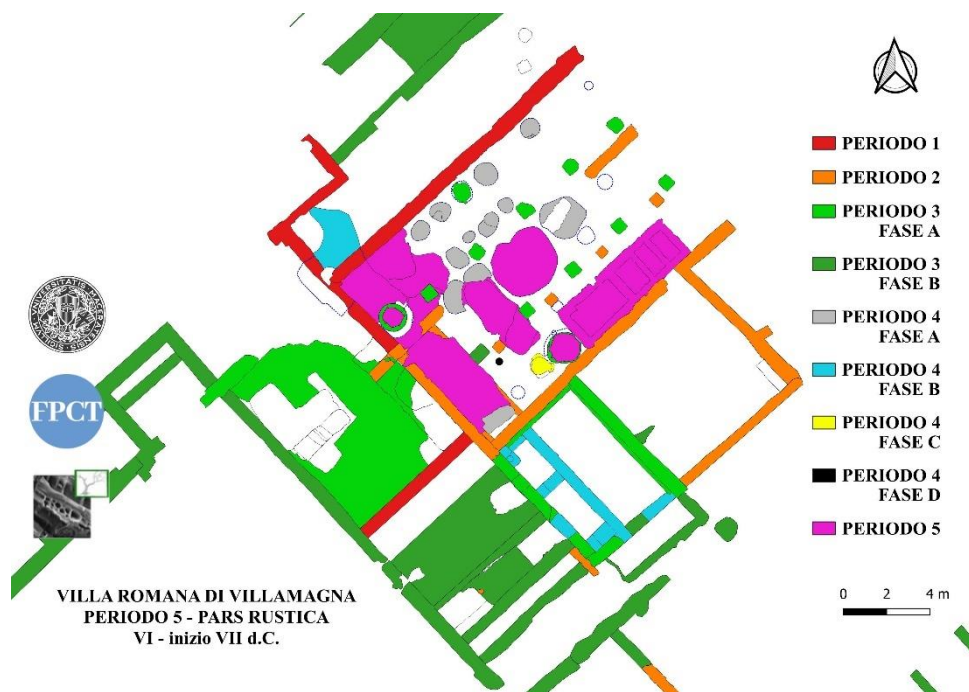 PERIODO 1
PERIODO 2
PERIODO 3
FASE A
PERIODO 3
FASE B
PERIODO 4
FASE A
PERIODO 4
FASE B
PERIODO 4
FASE C
PERIODO 4
FASE D
PERIODO 5
FPCT
VILLA ROMANA DI VILLAMAGNA
PERIODO 5 - PARS RUSTICA
VI - inizio VII d.C.
0 2 4 m